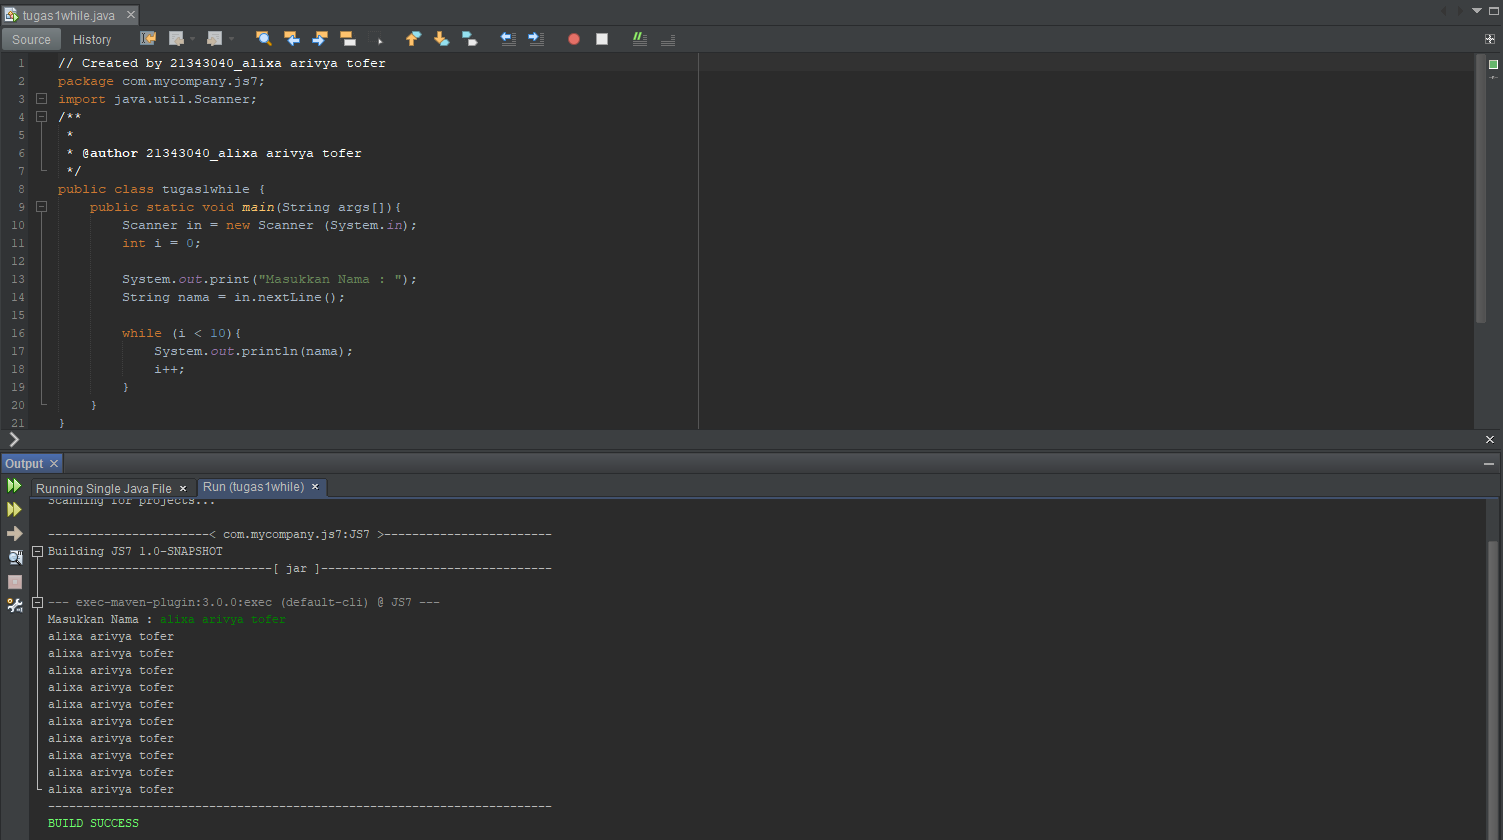 tugas1while.java
Source History
1 // Created by 21343040_alixa arivya tofer
2 package com.mycompany.js7;
3 import java.util.Scanner;
4 /**
5 *
6 * @author 21343040_alixa arivya tofer
7 */
8 public class tugas1while {
9 public static void main(String args[]){
10 Scanner in = new Scanner (System.in);
11 int i = 0;
12
13 System.out.print("Masukkan Nama : ");
14 String nama = in.nextLine();
15
16 while (i < 10){
17 System.out.println(nama);
18 i++;
19 }
20 }
21 }
Output
Running Single Java File Run (tugas1while)
Scanning for projects...
-----------------------< com.mycompany.js7:JS7 >------------------------
Building JS7 1.0-SNAPSHOT
--------------------------------[ jar ]---------------------------------
--- exec-maven-plugin:3.0.0:exec (default-cli) @ JS7 ---
Masukkan Nama : alixa arivya tofer
alixa arivya tofer
alixa arivya tofer
alixa arivya tofer
alixa arivya tofer
alixa arivya tofer
alixa arivya tofer
alixa arivya tofer
alixa arivya tofer
alixa arivya tofer
alixa arivya tofer
------------------------------------------------------------------------
BUILD SUCCESS